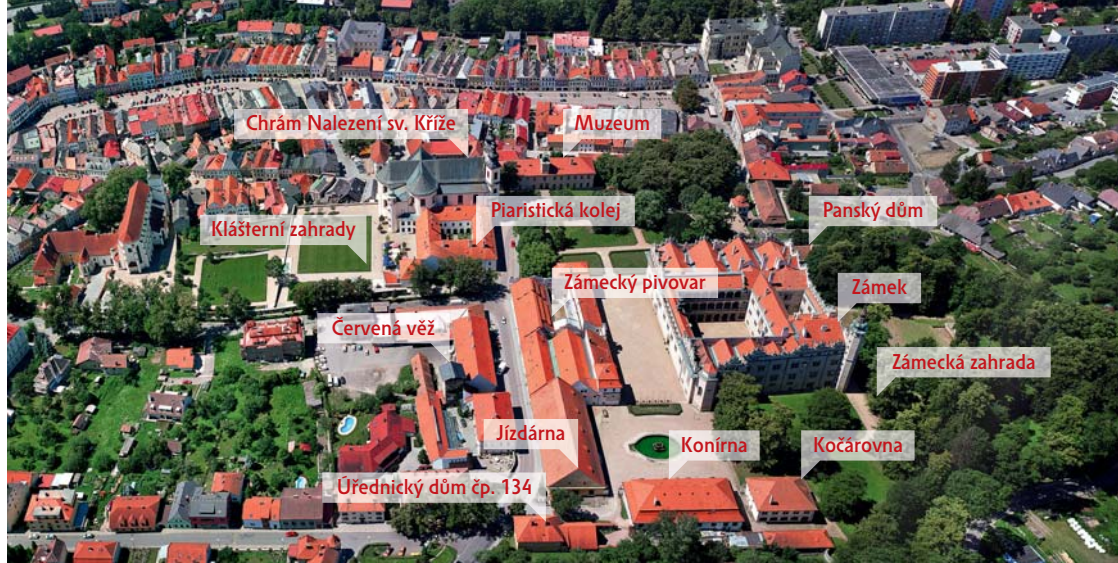 Chrám Nalezení sv. Kříže
Muzeum
Piaristická kolej
Panský dům
Klášterní zahrady
Zámecký pivovar
Zámek
Červená věž
Zámecká zahrada
Jízdárna
Konírna
Kočárovna
Úřednický dům čp. 134